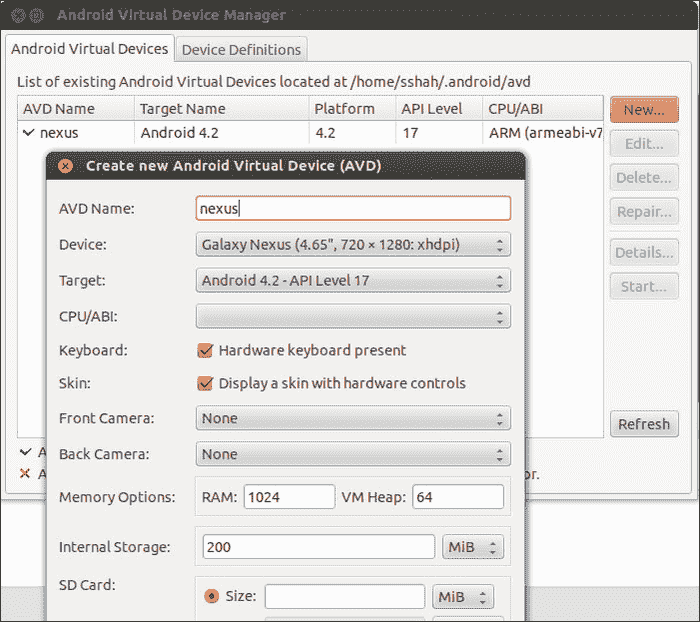 Android Virtual Device Manager
Android Virtual Devices Device Definitions
List of existing Android Virtual Devices located at /home/sshah/.android/avd
AVD Name Target Name Platform API Level CPU/ABI New...
nexus Android 4.2 4.2 17 ARM (armeabi-v7
Edit...
Delete...
Repair...
Details...
Start...
Refresh
Create new Android Virtual Device (AVD)
AVD Name: nexus
Device: Galaxy Nexus (4.65", 720 × 1280: xhdpi)
Target: Android 4.2 - API Level 17
CPU/ABI:
Keyboard: Hardware keyboard present
Skin: Display a skin with hardware controls
Front Camera: None
Back Camera: None
Memory Options: RAM: 1024 VM Heap: 64
Internal Storage: 200 MiB
SD Card:
Size: MiB
A
A or.